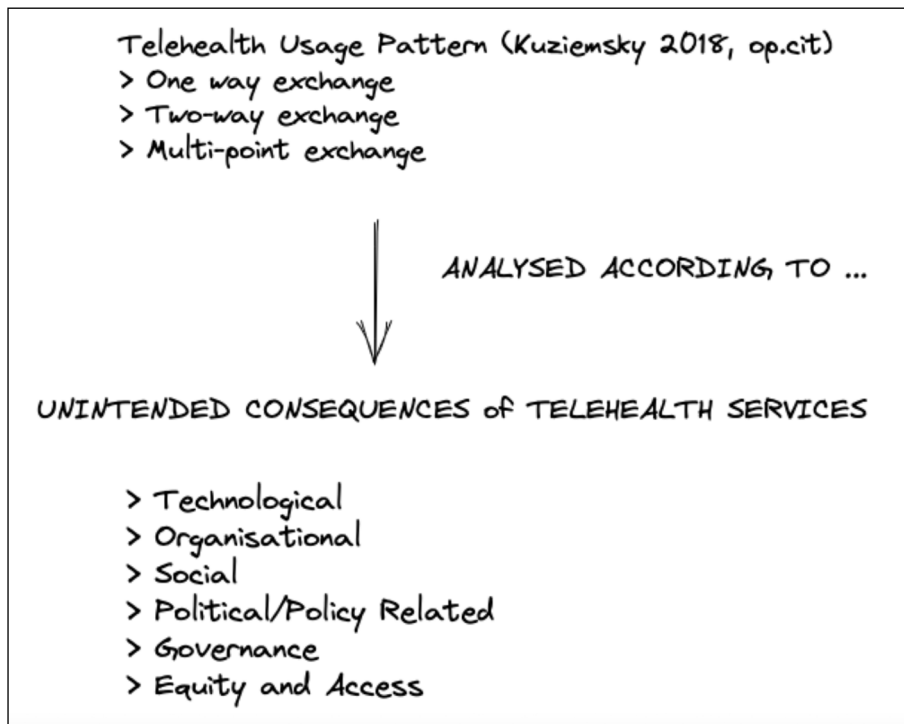 Telehealth Usage Pattern (Kuziemsky 2018, op.cit)
> One way exchange
> Two-way exchange
> Multi-point exchange
ANALYSED ACCORDING TO ...
UNINTENDED CONSEQUENCES of TELEHEALTH SERVICES
> Technological
> Organisational
> Social
> Political/Policy Related
> Governance
> Equity and Access